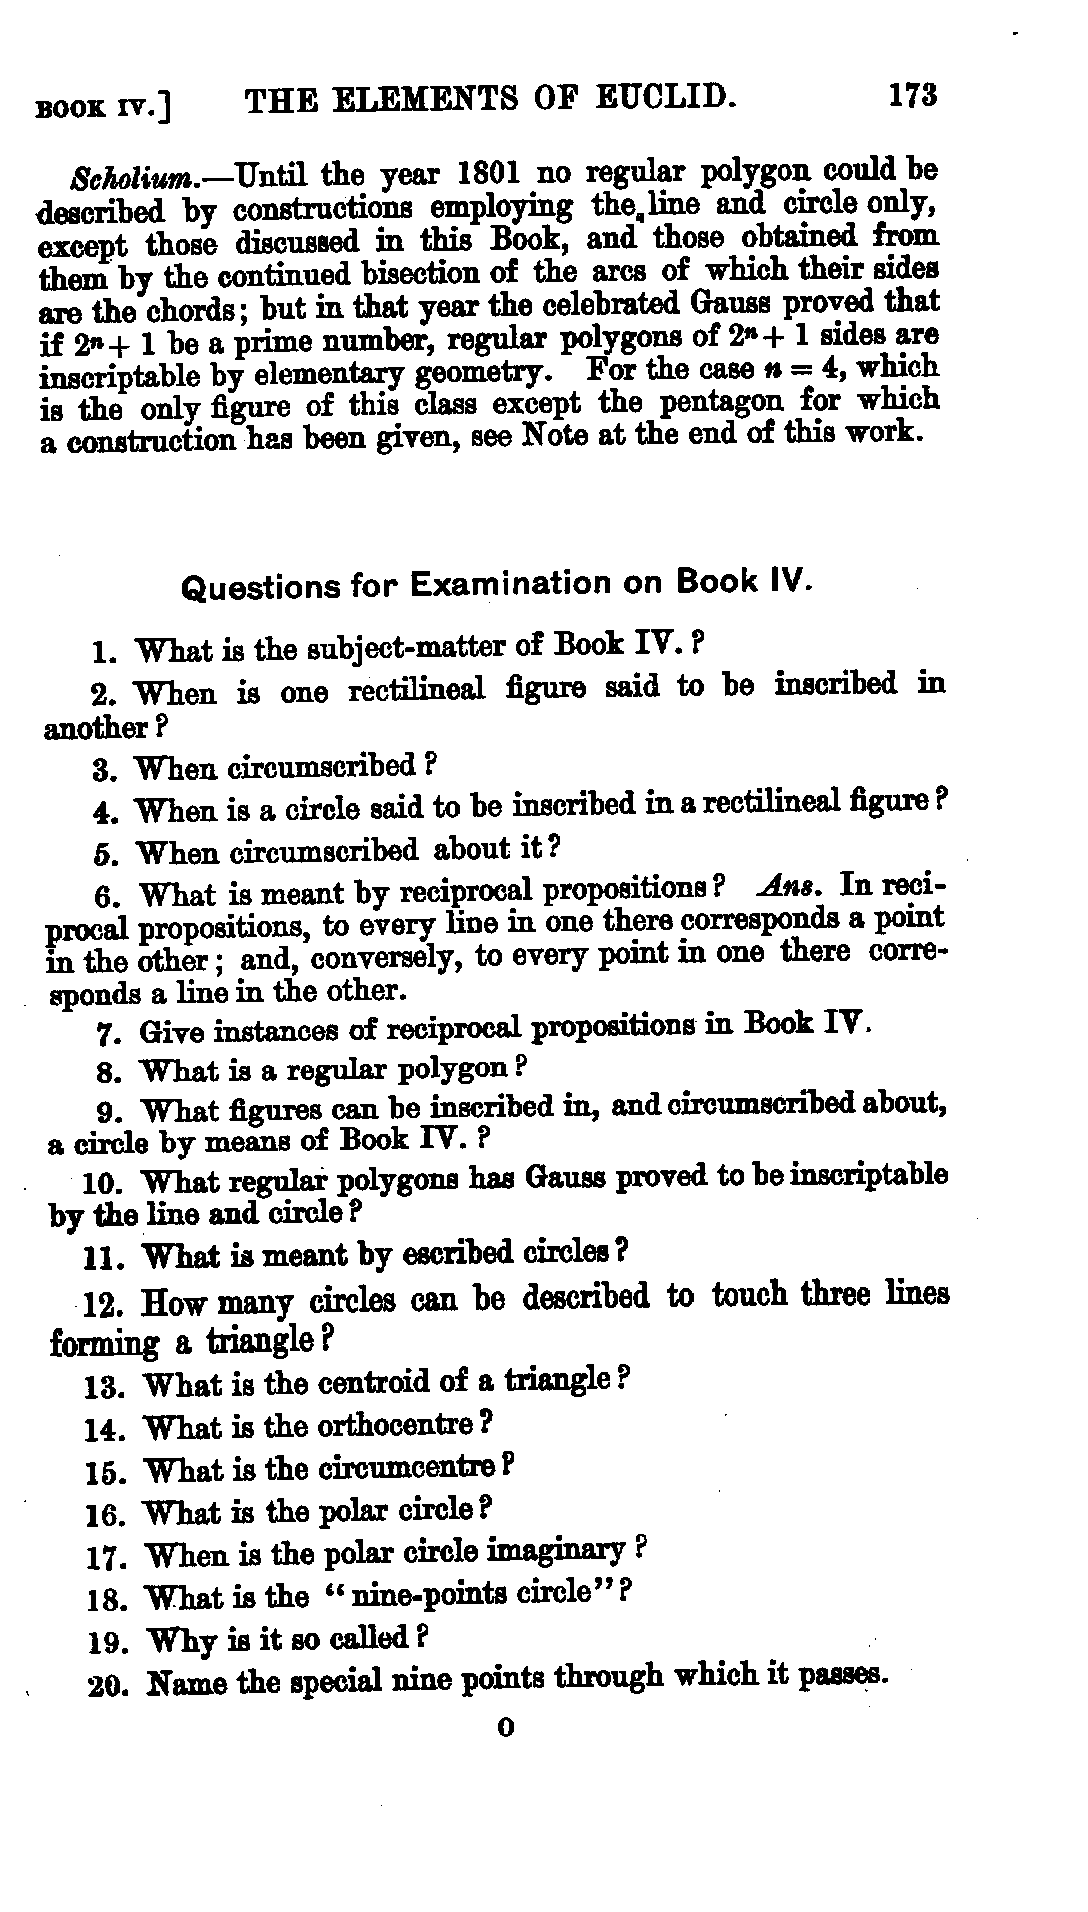 BOOK IV.] THE ELEMENTS OF EUCLID. 173
Scholium.—Until the year 1801 no regular polygon could be
described by constructions employing the line and circle only,
except those discussed in this Book, and those obtained from
them by the continued bisection of the arcs of which their sides
are the chords; but in that year the celebrated Gauss proved that
if 2ⁿ + 1 be a prime number, regular polygons of 2ⁿ + 1 sides are
inscriptable by elementary geometry. For the case n = 4, which
is the only figure of this class except the pentagon for which
a construction has been given, see Note at the end of this work.
Questions for Examination on Book IV.
1. What is the subject-matter of Book IV. ?
2. When is one rectilineal figure said to be inscribed in
another ?
3. When circumscribed ?
4. When is a circle said to be inscribed in a rectilineal figure ?
5. When circumscribed about it ?
6. What is meant by reciprocal propositions ? Ans. In reci-
procal propositions, to every line in one there corresponds a point
in the other ; and, conversely, to every point in one there corre-
sponds a line in the other.
7. Give instances of reciprocal propositions in Book IV.
8. What is a regular polygon ?
9. What figures can be inscribed in, and circumscribed about,
a circle by means of Book IV. ?
10. What regular polygons has Gauss proved to be inscriptable
by the line and circle ?
11. What is meant by escribed circles ?
12. How many circles can be described to touch three lines
forming a triangle ?
13. What is the centroid of a triangle ?
14. What is the orthocentre ?
15. What is the circumcentre ?
16. What is the polar circle ?
17. When is the polar circle imaginary ?
18. What is the “ nine-points circle” ?
19. Why is it so called ?
20. Name the special nine points through which it passes.
O